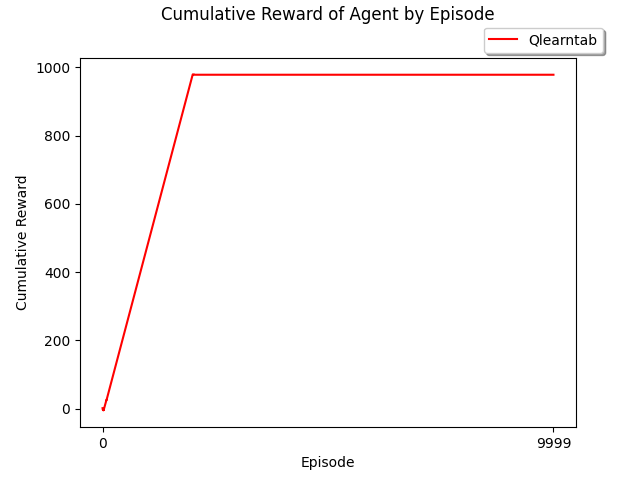 Cumulative Reward of Agent by Episode
Qlearntab
1000
800
600
400
200
0
Cumulative Reward
0
9999
Episode